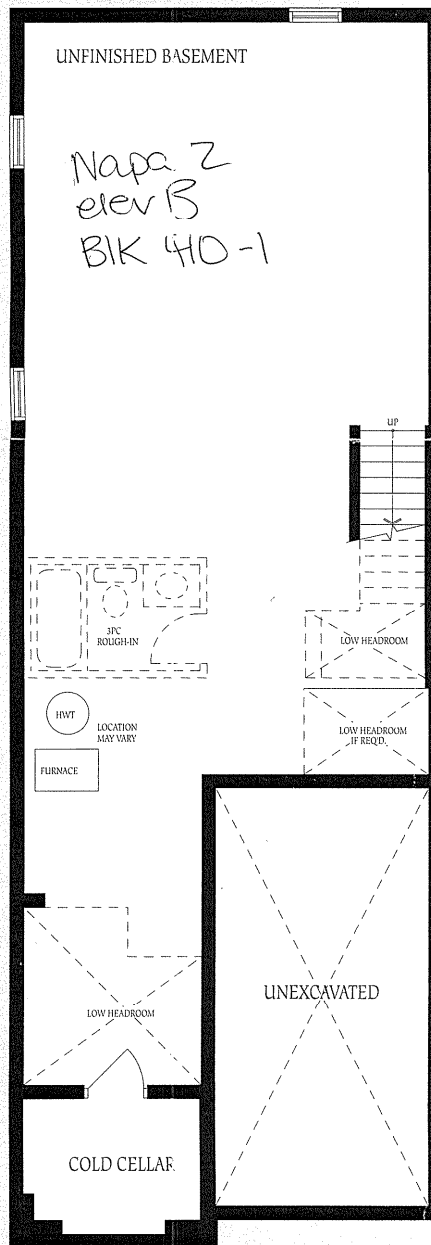 UNFINISHED BASEMENT
Napa 2
elev B
BLK 410-1
UP
3PC
ROUGH-IN
LOW HEADROOM
HWT
LOCATION
MAY VARY
LOW HEADROOM
IF REQ'D.
FURNACE
UNEXCAVATED
LOW HEADROOM
COLD CELLAR